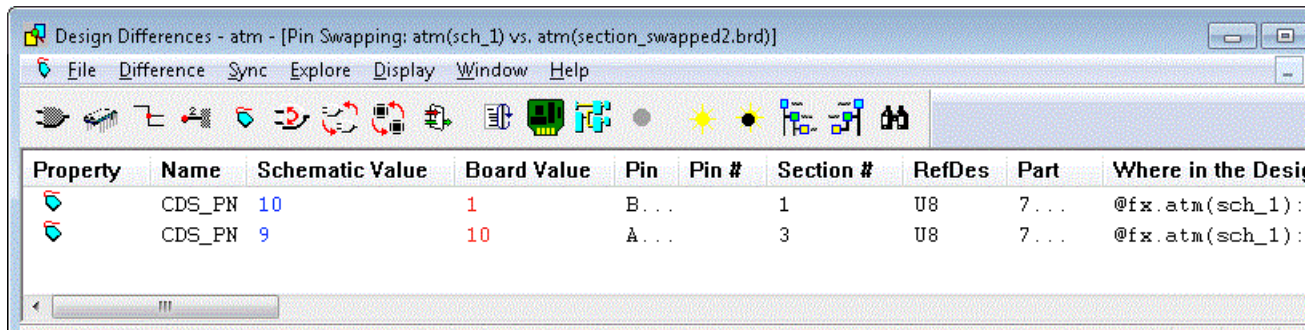 Design Differences - atm - [Pin Swapping: atm(sch_1) vs. atm(section_swapped2.brd)]
File Difference Sync Explore Display Window Help
Property Name Schematic Value Board Value Pin Pin # Section # RefDes Part Where in the Desig
CDS_PN 10 1 B... 1 U8 7... @fx.atm(sch_1):
CDS_PN 9 10 A... 3 U8 7... @fx.atm(sch_1):